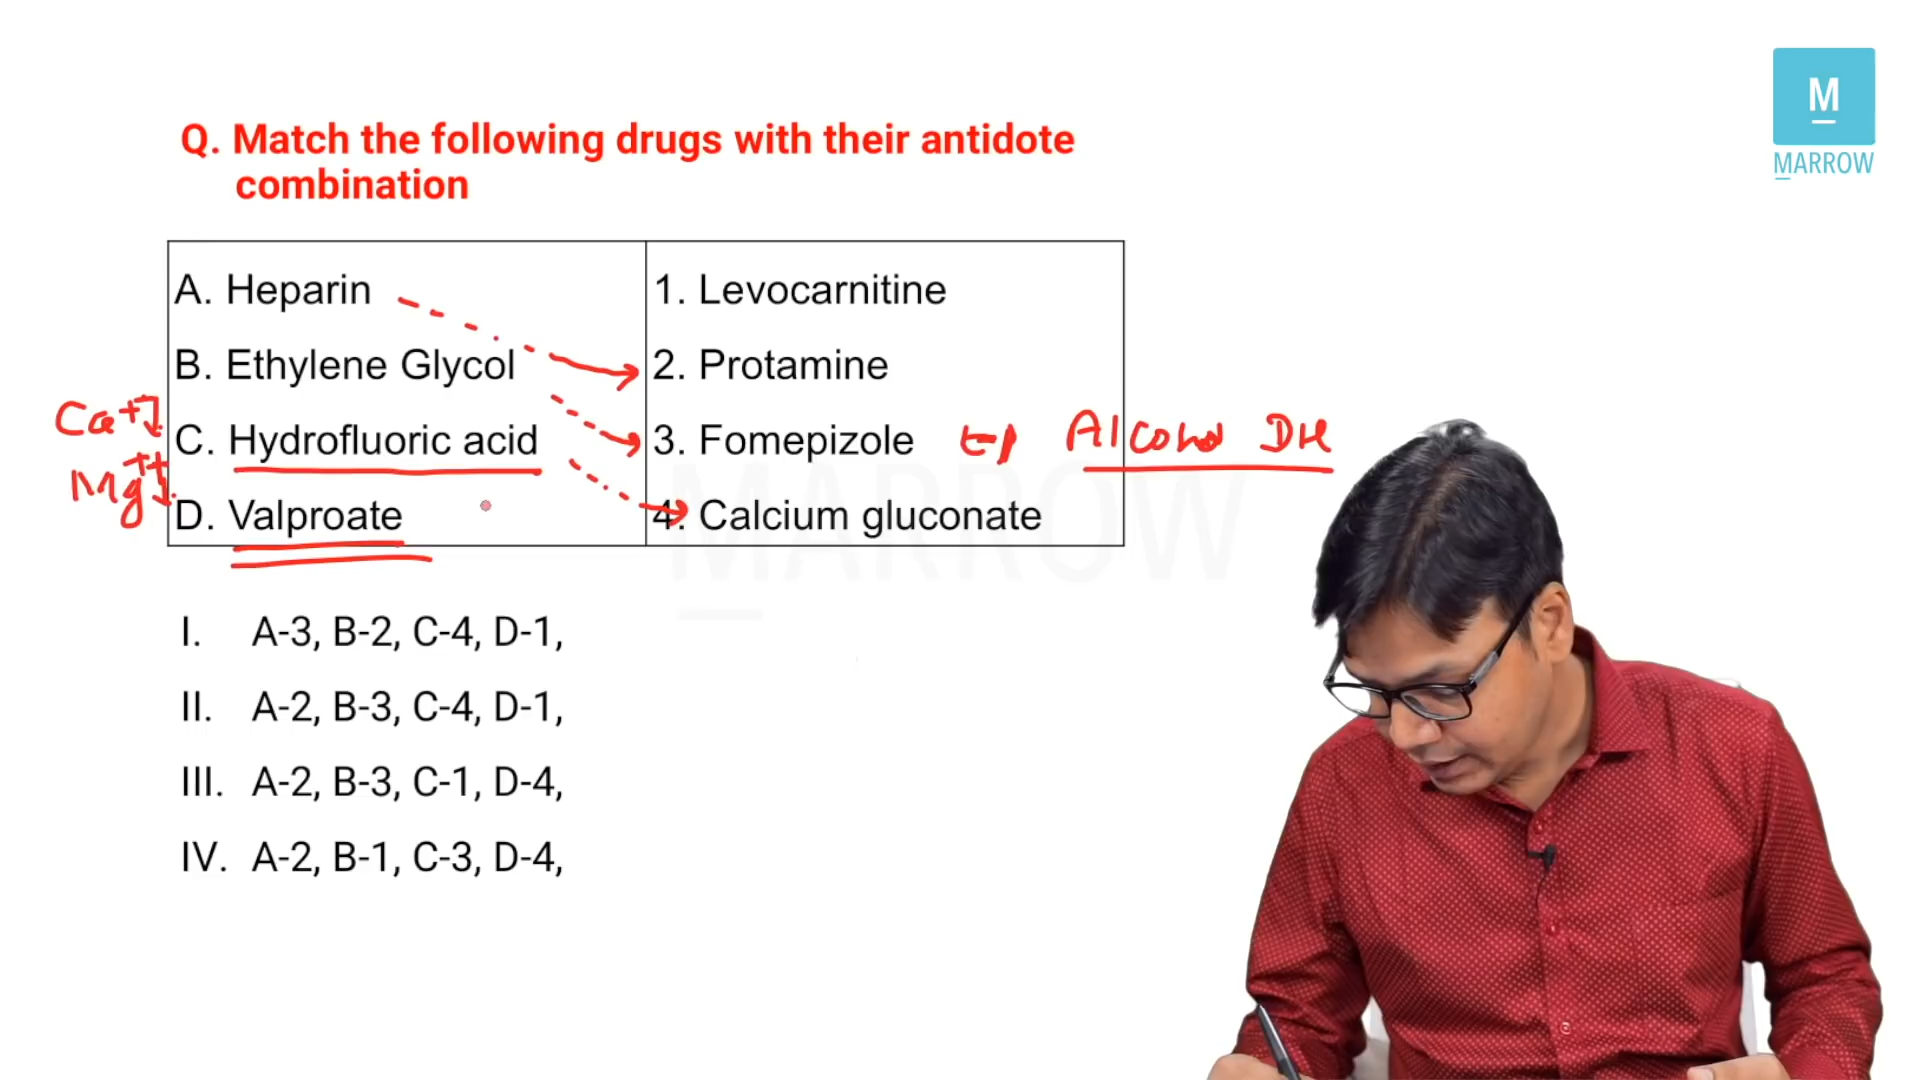 M
MARROW
Q. Match the following drugs with their antidote
combination
A. Heparin
1. Levocarnitine
B. Ethylene Glycol
2. Protamine
Ca++↓
C. Hydrofluoric acid
3. Fomepizole
(-) Alcohol DH
Mg++↓
D. Valproate
4. Calcium gluconate
MARROW
I. A-3, B-2, C-4, D-1,
II. A-2, B-3, C-4, D-1,
III. A-2, B-3, C-1, D-4,
IV. A-2, B-1, C-3, D-4,